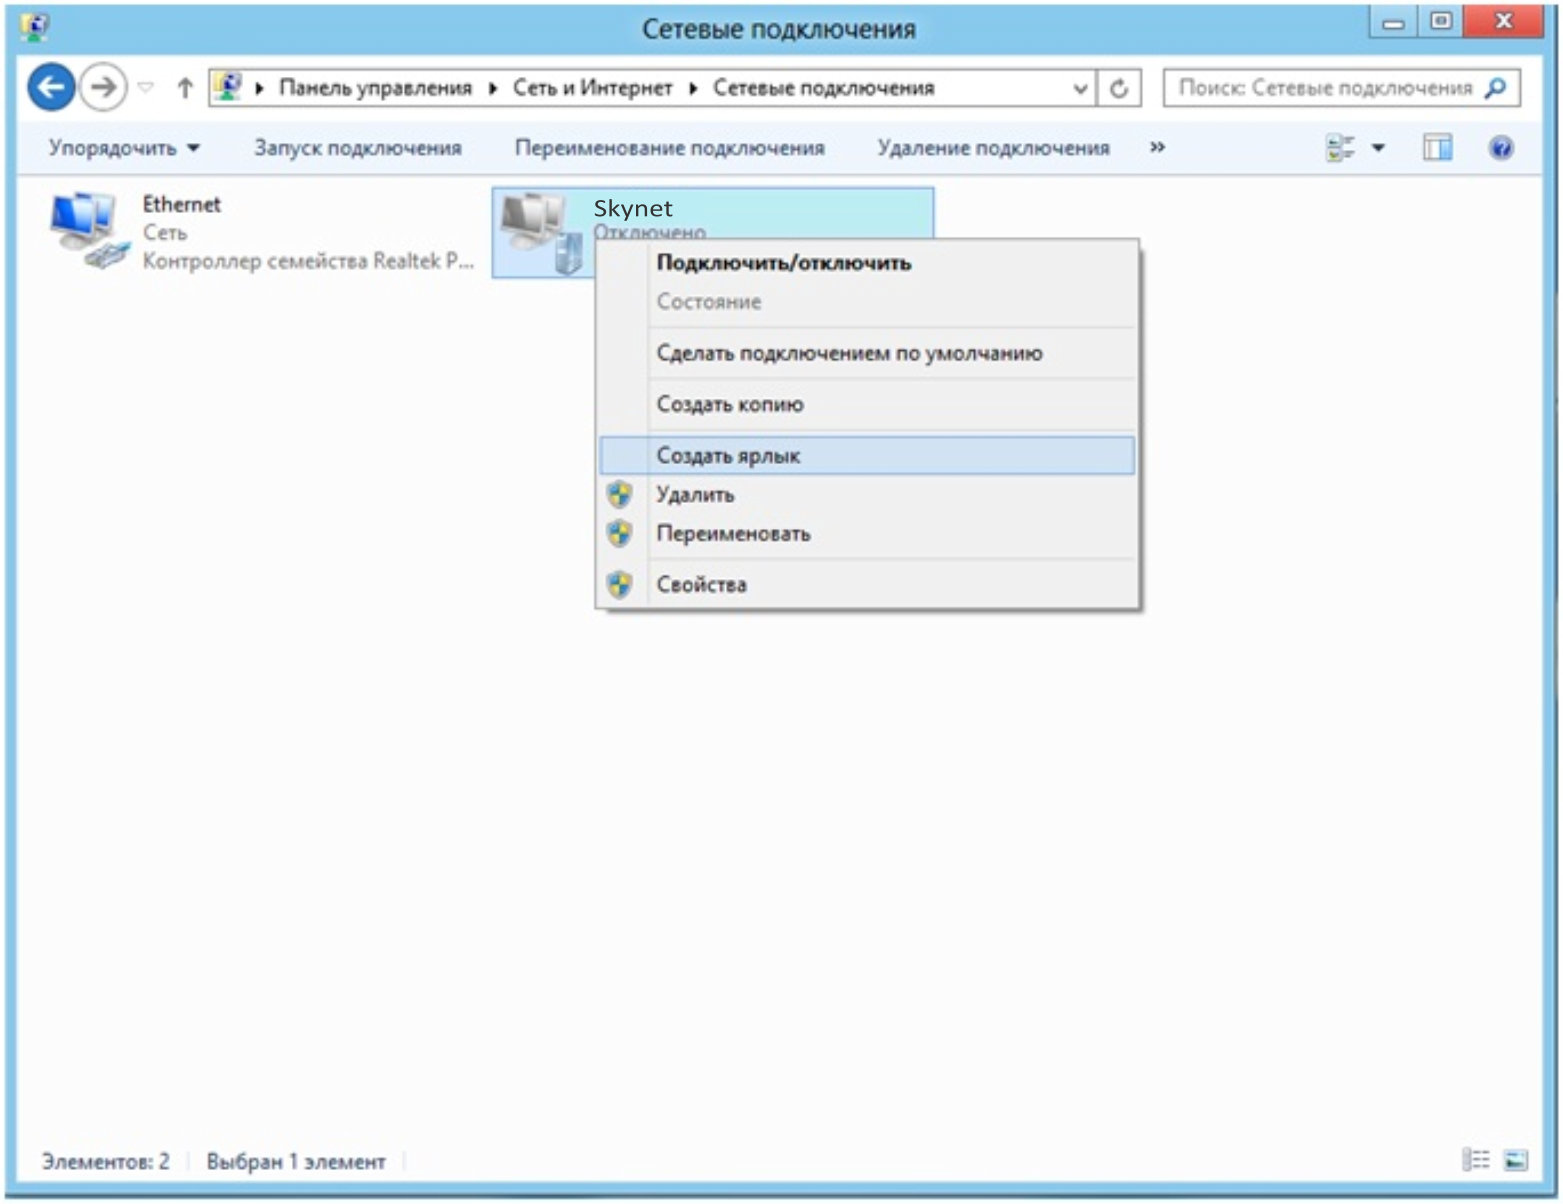 Сетевые подключения
Панель управления Сеть и Интернет Сетевые подключения
Поиск: Сетевые подключения
Упорядочить Запуск подключения Переименование подключения Удаление подключения »
Ethernet
Сеть
Контроллер семейства Realtek P...
Skynet
Отключено
Подключить/отключить
Состояние
Сделать подключением по умолчанию
Создать копию
Создать ярлык
Удалить
Переименовать
Свойства
Элементов: 2 Выбран 1 элемент